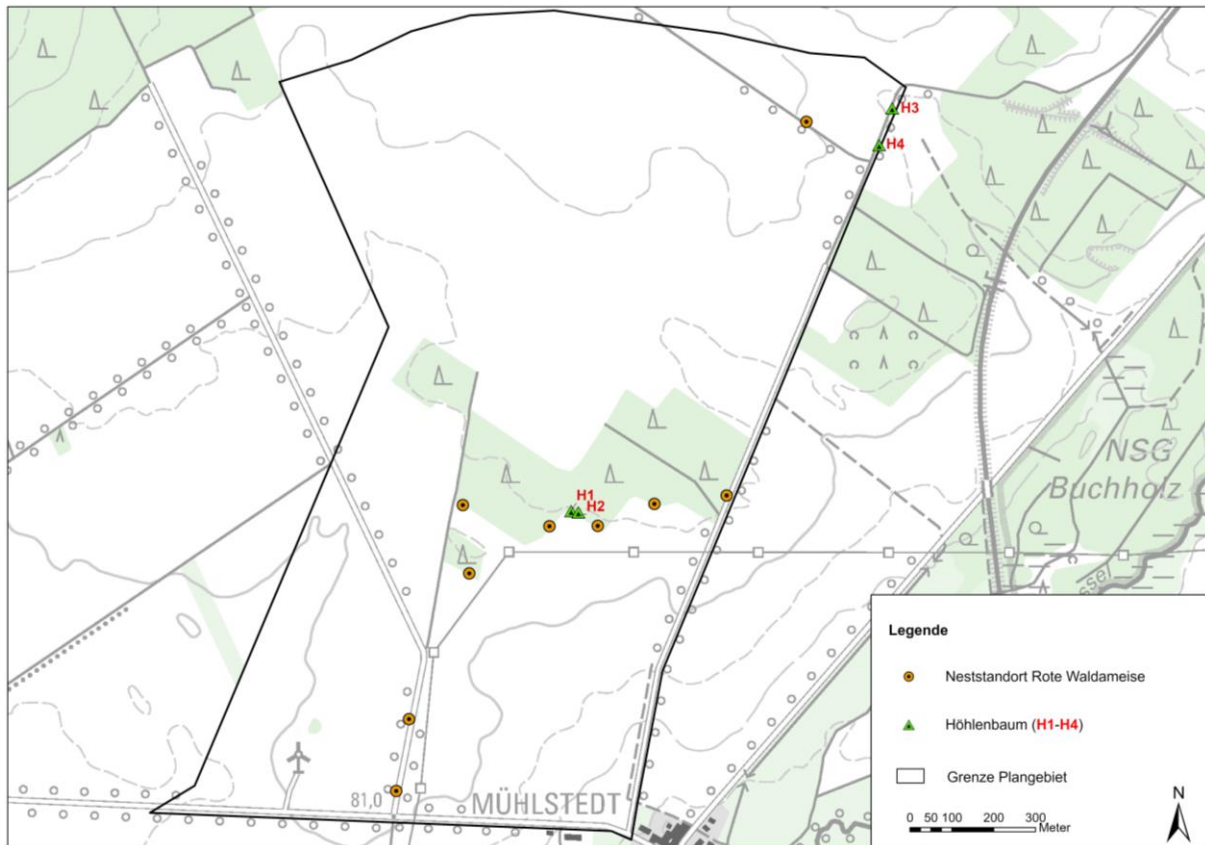 H3
H4
H1
H2
NSG
Buchholz
ssel
81,0
MÜHLSTEDT
Legende
Neststandort Rote Waldameise
Höhlenbaum (H1-H4)
Grenze Plangebiet
0 50 100 200 300
Meter
N